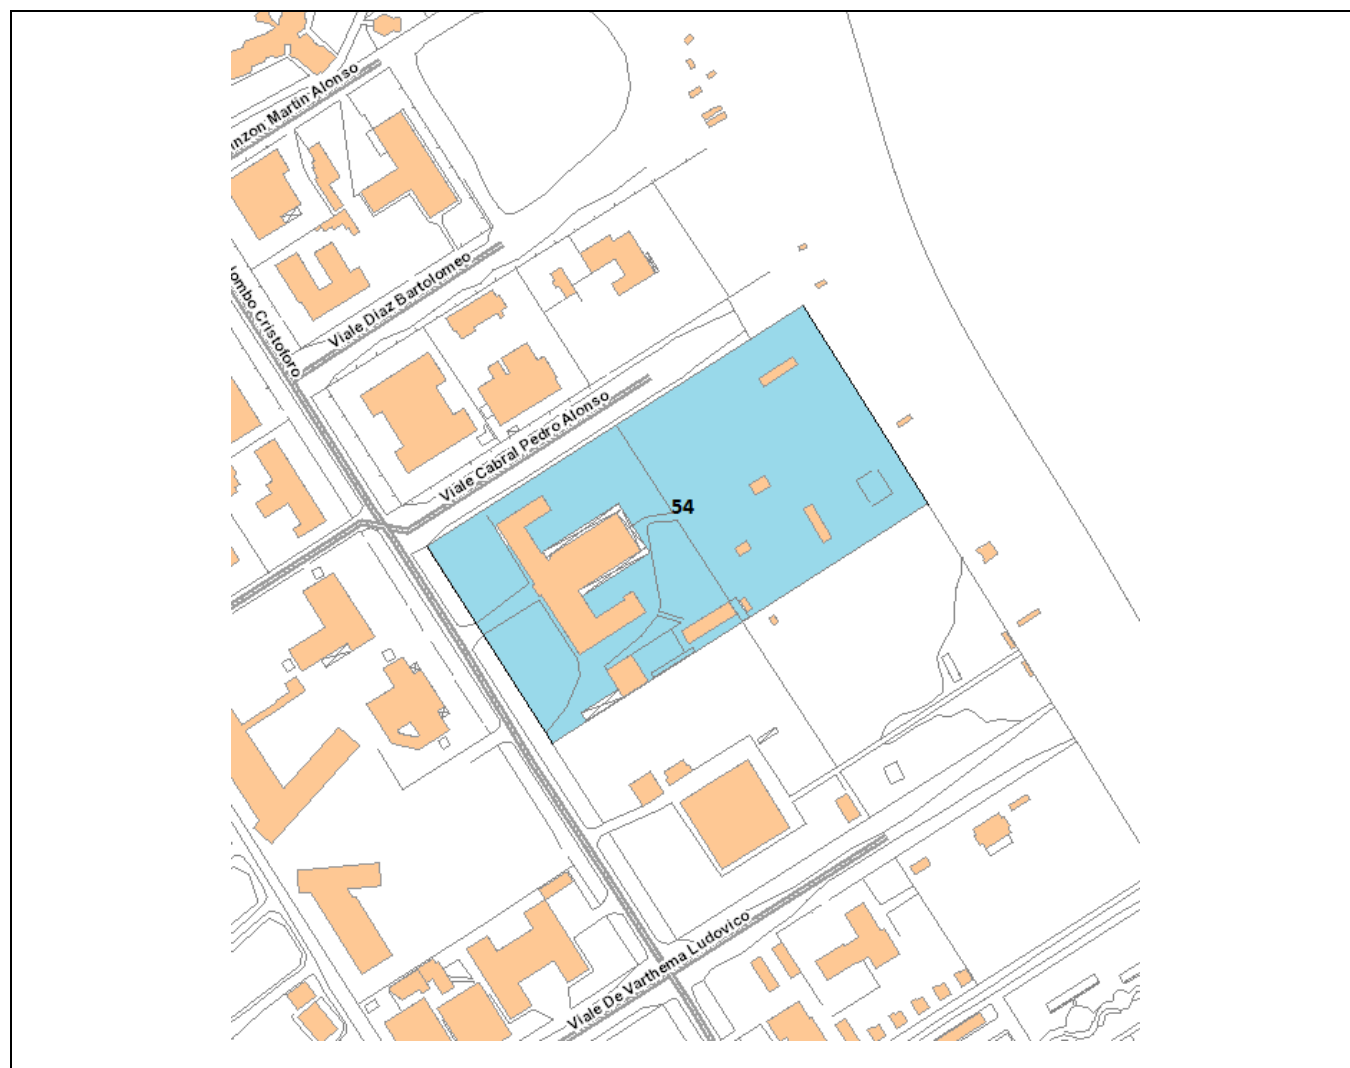 nzon Martin Alonso
ombo Cristoforo
Viale Diaz Bartolomeo
Viale Cabral Pedro Alonso
54
Viale De Varthema Ludovico